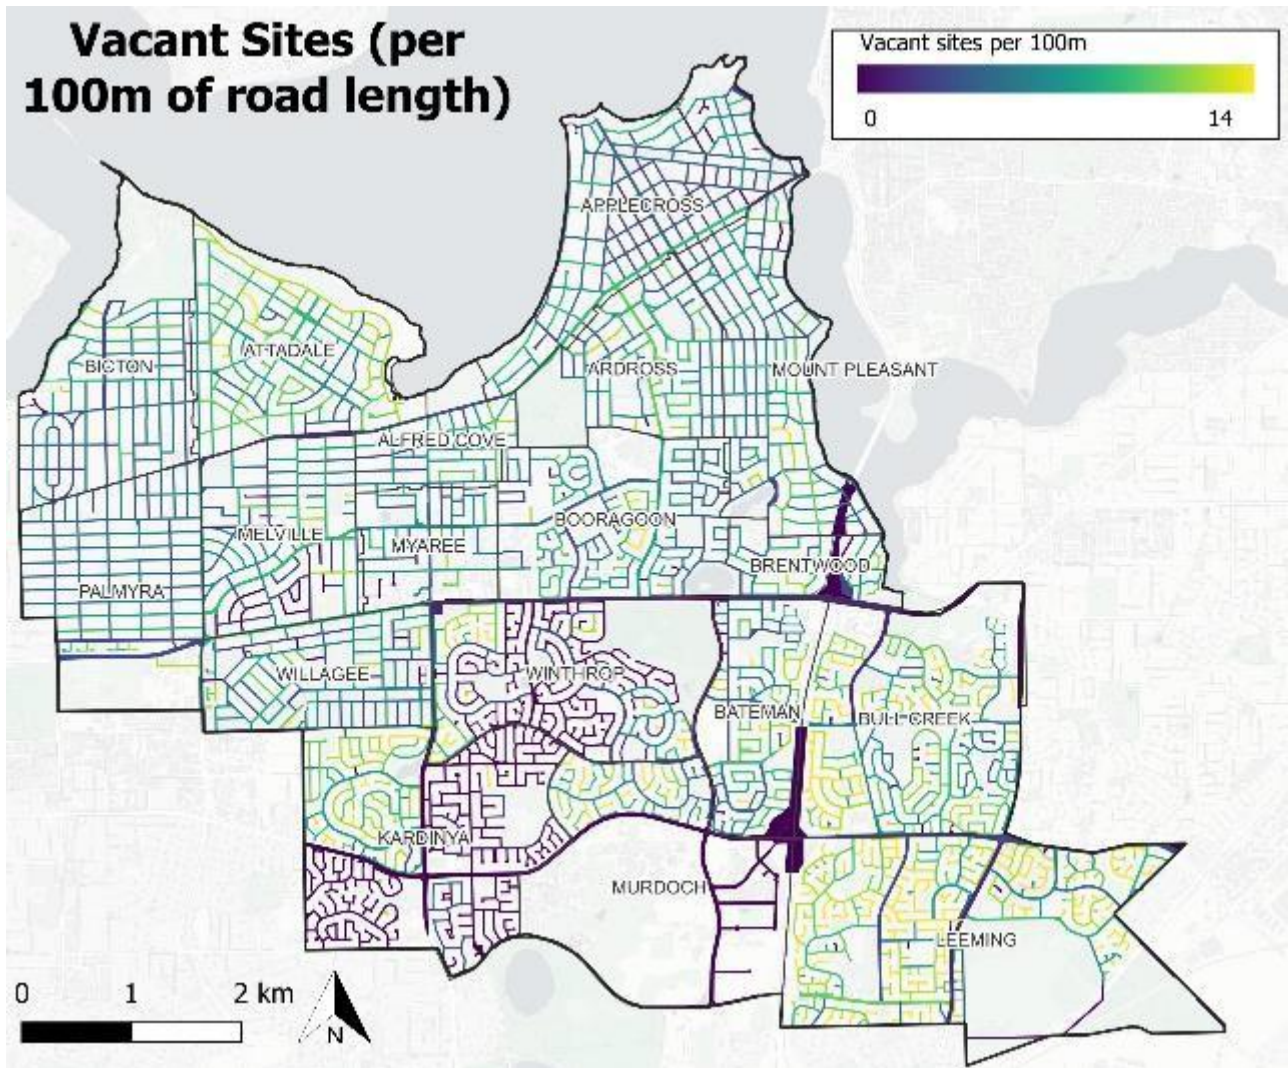 Vacant Sites (per
100m of road length)
Vacant sites per 100m
0 14
APPLECROSS
ATTADALE
BICTON
ARDROSS
MOUNT PLEASANT
ALFRED COVE
BOORAGOON
MELVILLE
MYAREE
BRENTWOOD
PALMYRA
WILLAGEE
WINTHROP
BATEMAN
BULL CREEK
KARDINYA
MURDOCH
LEEMING
0 1 2 km
N